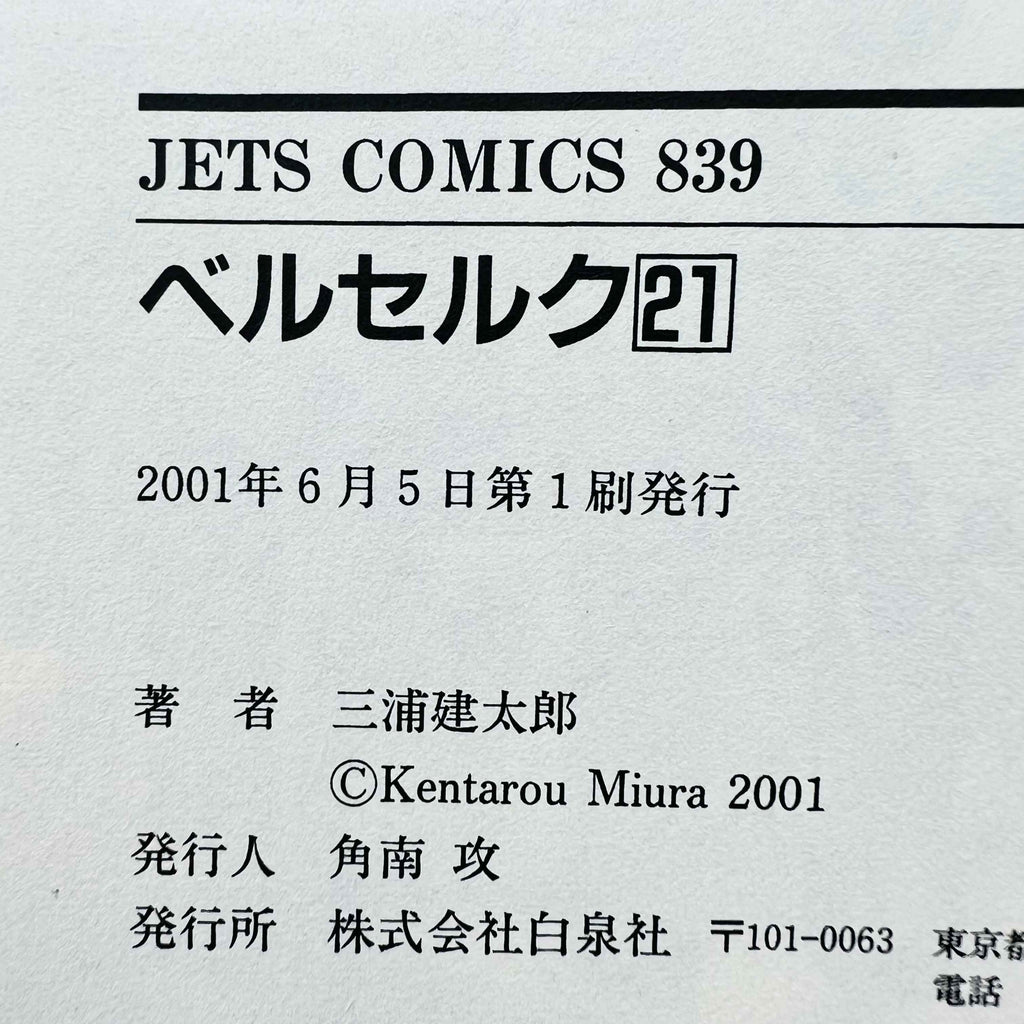 JETS COMICS 839
ベルセルク21
2001年6月5日第1刷発行
著 者 三浦建太郎
©Kentarou Miura 2001
発行人 角南 攻
発行所 株式会社白泉社 〒101-0063 東京都
電話